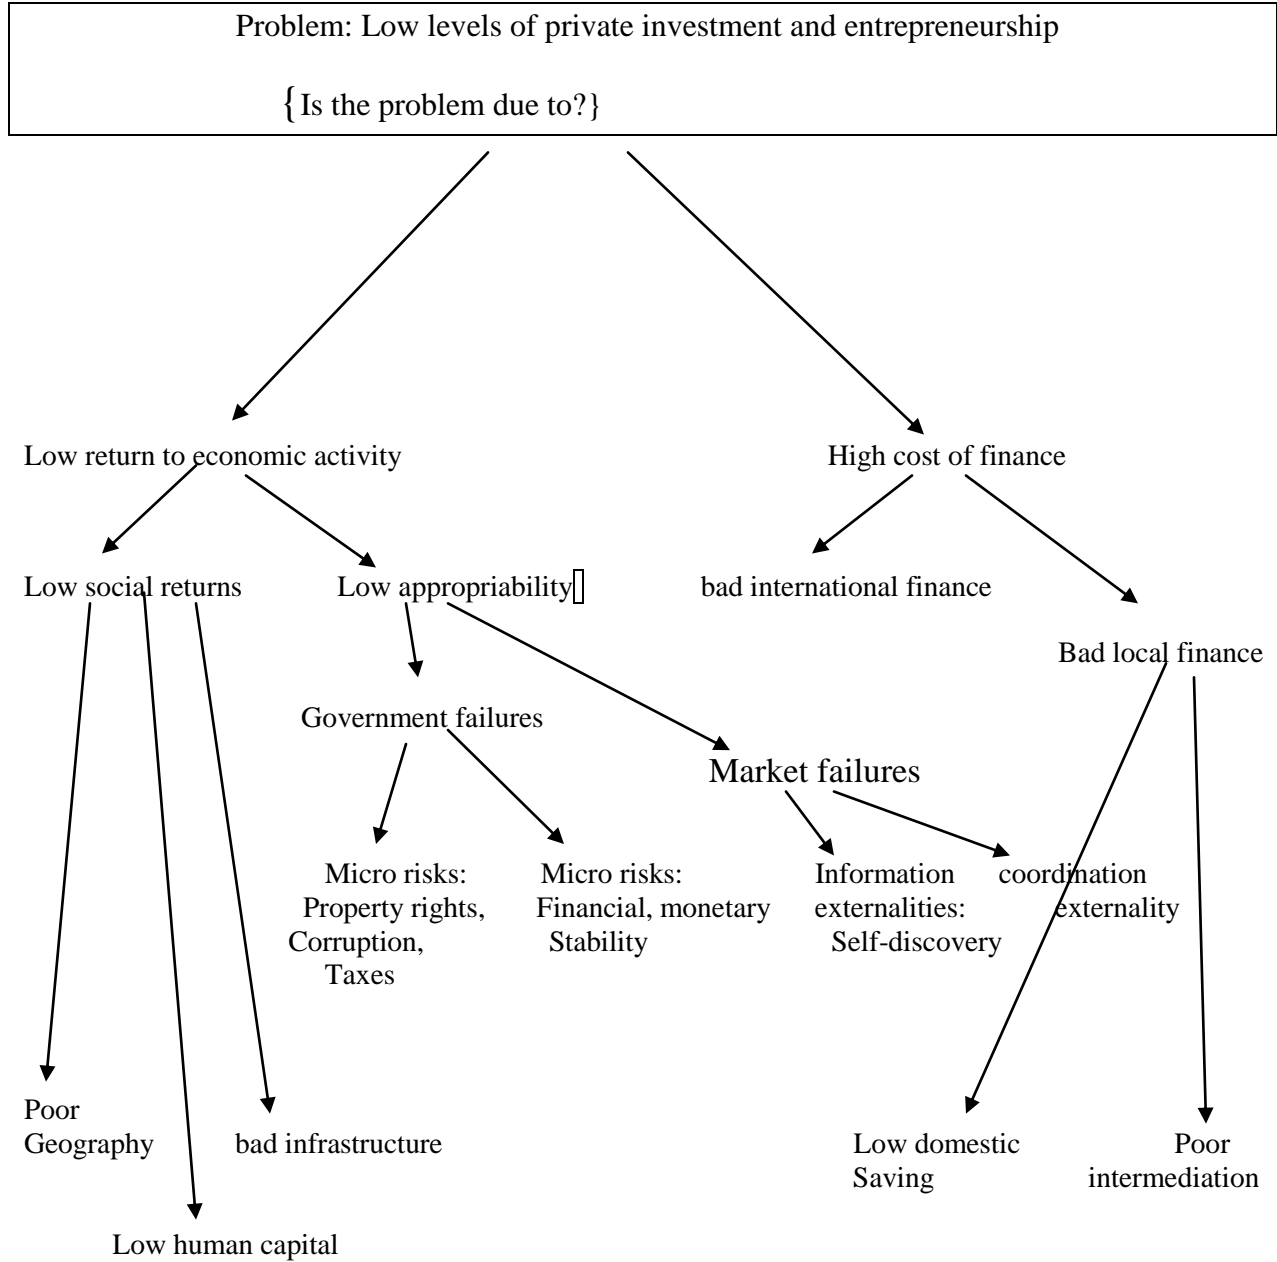 Problem: Low levels of private investment and entrepreneurship
{Is the problem due to?}
Low return to economic activity
High cost of finance
Low social returns
Low appropriability
bad international finance
Bad local finance
Government failures
Market failures
Micro risks:
Property rights,
Corruption,
Taxes
Micro risks:
Financial, monetary
Stability
Information
externalities:
Self-discovery
coordination
externality
Poor
Geography
bad infrastructure
Low domestic
Saving
Poor
intermediation
Low human capital